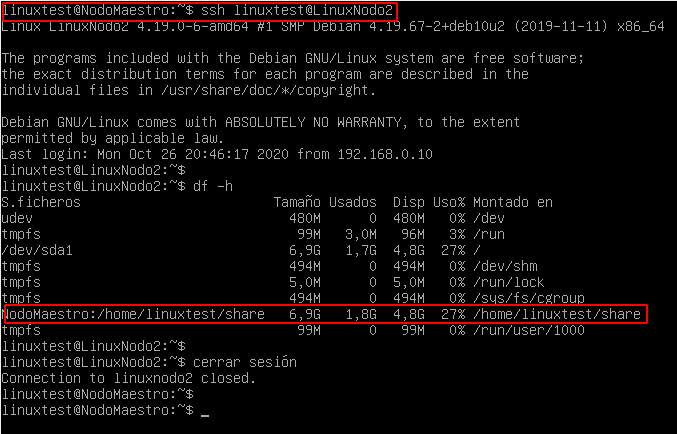 linuxtest@NodoMaestro:~$ ssh linuxtest@LinuxNodo2
Linux LinuxNodo2 4.19.0-6-amd64 #1 SMP Debian 4.19.67-2+deb10u2 (2019-11-11) x86_64
The programs included with the Debian GNU/Linux system are free software;
the exact distribution terms for each program are described in the
individual files in /usr/share/doc/*/copyright.
Debian GNU/Linux comes with ABSOLUTELY NO WARRANTY, to the extent
permitted by applicable law.
Last login: Mon Oct 26 20:46:17 2020 from 192.168.0.10
linuxtest@LinuxNodo2:~$
linuxtest@LinuxNodo2:~$ df -h
S.ficheros Tamaño Usados Disp Uso% Montado en
udev 480M 0 480M 0% /dev
tmpfs 99M 3,0M 96M 3% /run
/dev/sda1 6,9G 1,7G 4,8G 27% /
tmpfs 494M 0 494M 0% /dev/shm
tmpfs 5,0M 0 5,0M 0% /run/lock
tmpfs 494M 0 494M 0% /sys/fs/cgroup
NodoMaestro:/home/linuxtest/share 6,9G 1,8G 4,8G 27% /home/linuxtest/share
tmpfs 99M 0 99M 0% /run/user/1000
linuxtest@LinuxNodo2:~$
linuxtest@LinuxNodo2:~$ cerrar sesión
Connection to linuxnodo2 closed.
linuxtest@NodoMaestro:~$
linuxtest@NodoMaestro:~$ _